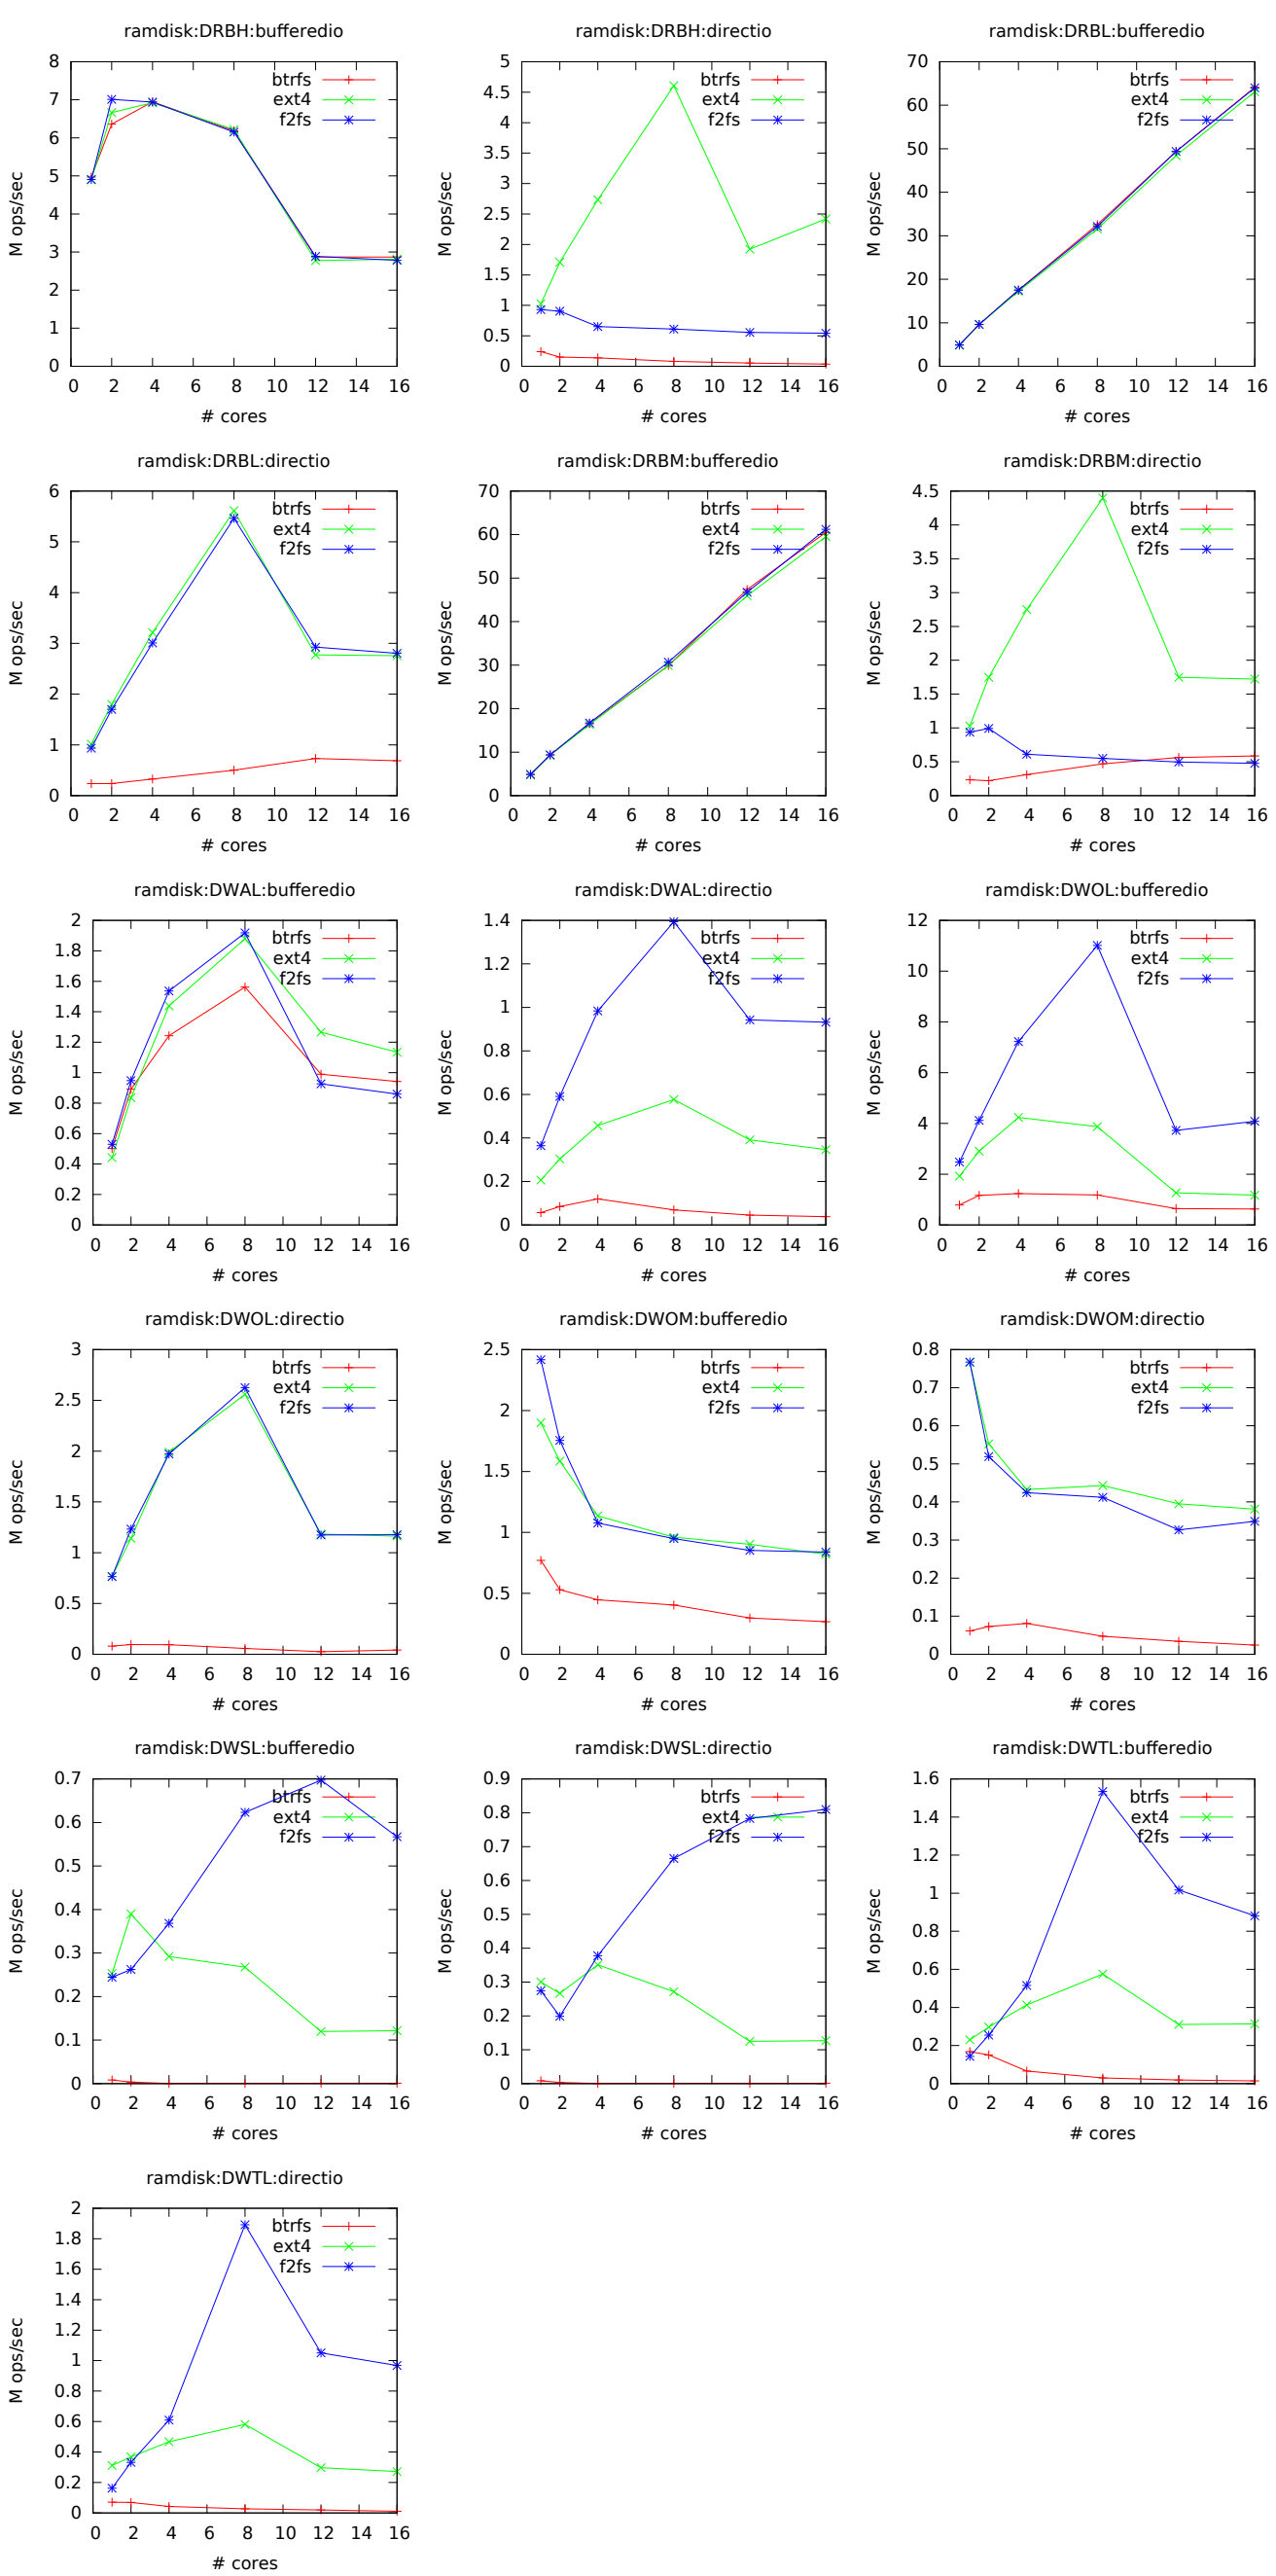 ramdisk:DRBH:bufferedio
M ops/sec
8
7
6
5
4
3
2
1
0
0 2 4 6 8 10 12 14 16
# cores
btrfs
ext4
f2fs
ramdisk:DRBH:directio
M ops/sec
5
4.5
4
3.5
3
2.5
2
1.5
1
0.5
0
0 2 4 6 8 10 12 14 16
# cores
btrfs
ext4
f2fs
ramdisk:DRBL:bufferedio
M ops/sec
70
60
50
40
30
20
10
0
0 2 4 6 8 10 12 14 16
# cores
btrfs
ext4
f2fs
ramdisk:DRBL:directio
M ops/sec
6
5
4
3
2
1
0
0 2 4 6 8 10 12 14 16
# cores
btrfs
ext4
f2fs
ramdisk:DRBM:bufferedio
M ops/sec
70
60
50
40
30
20
10
0
0 2 4 6 8 10 12 14 16
# cores
btrfs
ext4
f2fs
ramdisk:DRBM:directio
M ops/sec
4.5
4
3.5
3
2.5
2
1.5
1
0.5
0
0 2 4 6 8 10 12 14 16
# cores
btrfs
ext4
f2fs
ramdisk:DWAL:bufferedio
M ops/sec
2
1.8
1.6
1.4
1.2
1
0.8
0.6
0.4
0.2
0
0 2 4 6 8 10 12 14 16
# cores
btrfs
ext4
f2fs
ramdisk:DWAL:directio
M ops/sec
1.4
1.2
1
0.8
0.6
0.4
0.2
0
0 2 4 6 8 10 12 14 16
# cores
btrfs
ext4
f2fs
ramdisk:DWOL:bufferedio
M ops/sec
12
10
8
6
4
2
0
0 2 4 6 8 10 12 14 16
# cores
btrfs
ext4
f2fs
ramdisk:DWOL:directio
M ops/sec
3
2.5
2
1.5
1
0.5
0
0 2 4 6 8 10 12 14 16
# cores
btrfs
ext4
f2fs
ramdisk:DWOM:bufferedio
M ops/sec
2.5
2
1.5
1
0.5
0
0 2 4 6 8 10 12 14 16
# cores
btrfs
ext4
f2fs
ramdisk:DWOM:directio
M ops/sec
0.8
0.7
0.6
0.5
0.4
0.3
0.2
0.1
0
0 2 4 6 8 10 12 14 16
# cores
btrfs
ext4
f2fs
ramdisk:DWSL:bufferedio
M ops/sec
0.7
0.6
0.5
0.4
0.3
0.2
0.1
0
0 2 4 6 8 10 12 14 16
# cores
btrfs
ext4
f2fs
ramdisk:DWSL:directio
M ops/sec
0.9
0.8
0.7
0.6
0.5
0.4
0.3
0.2
0.1
0
0 2 4 6 8 10 12 14 16
# cores
btrfs
ext4
f2fs
ramdisk:DWTL:bufferedio
M ops/sec
1.6
1.4
1.2
1
0.8
0.6
0.4
0.2
0
0 2 4 6 8 10 12 14 16
# cores
btrfs
ext4
f2fs
ramdisk:DWTL:directio
M ops/sec
2
1.8
1.6
1.4
1.2
1
0.8
0.6
0.4
0.2
0
0 2 4 6 8 10 12 14 16
# cores
btrfs
ext4
f2fs